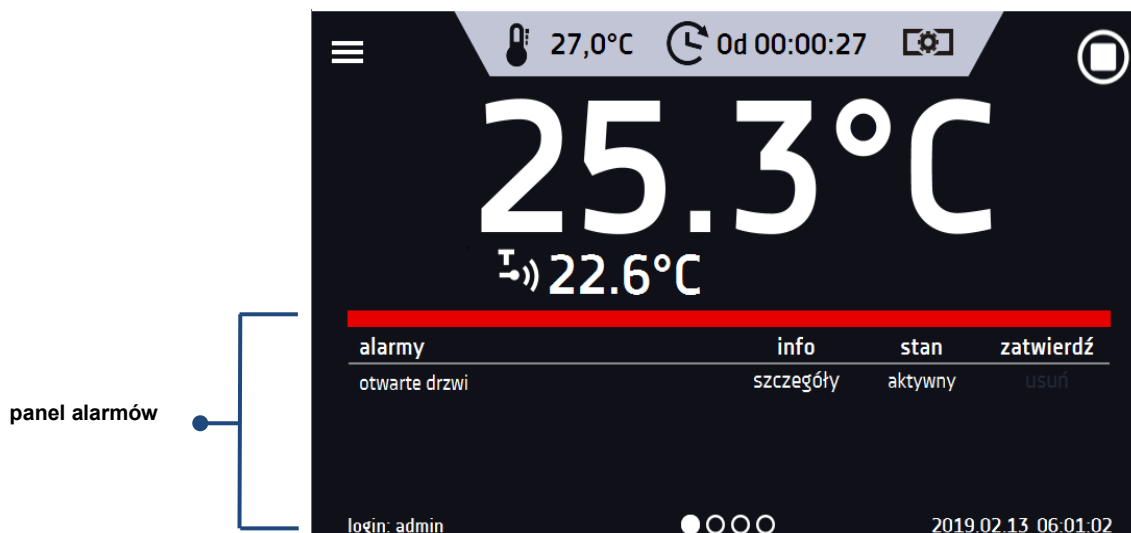 27,0°C 0d 00:00:27
25.3°C
T 22.6°C
alarmy info stan zatwierdź
otwarte drzwi szczegóły aktywny usuń
panel alarmów
login: admin 2019.02.13 06:01:02